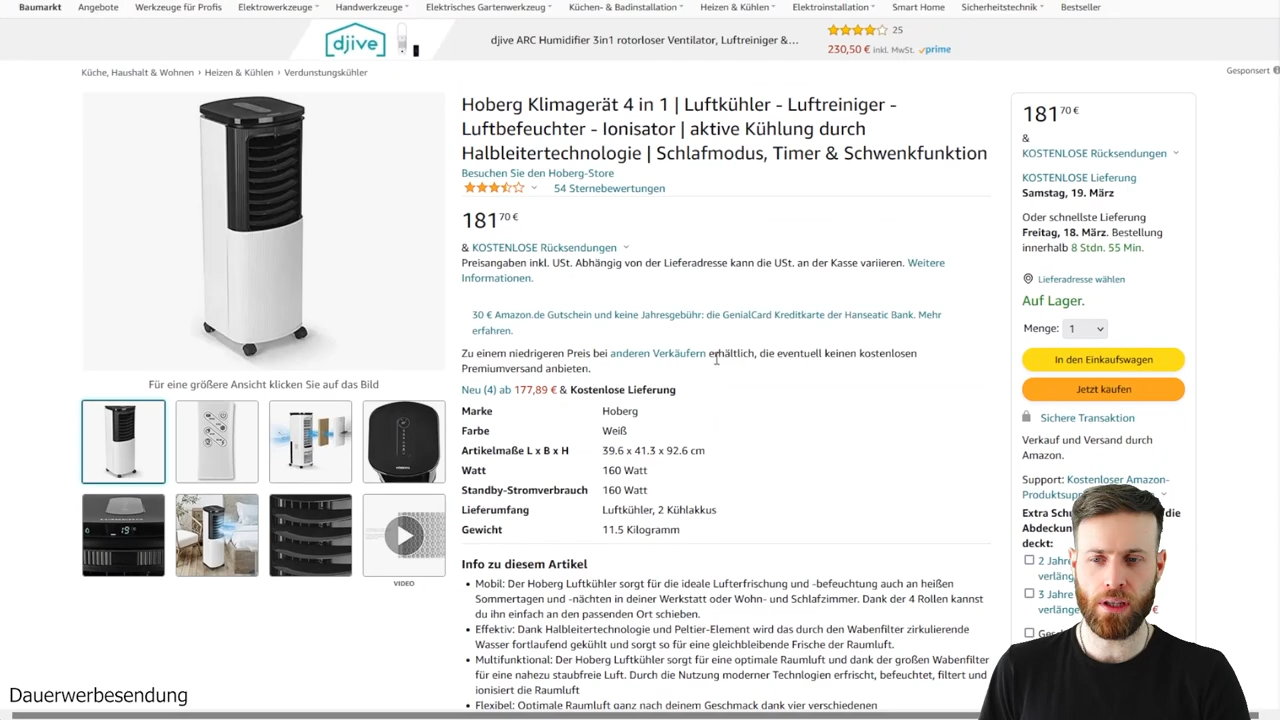 Baumarkt Angebote Werkzeuge für Profis Elektrowerkzeuge Handwerkzeuge Elektrisches Gartenwerkzeug Küchen- & Badinstallation Heizen & Kühlen Elektroinstallation Smart Home Sicherheitstechnik Bestseller
djive
djive ARC Humidifier 3in1 rotorloser Ventilator, Luftreiniger &...
25
230,50 € inkl. MwSt. prime
Gesponsert
Küche, Haushalt & Wohnen › Heizen & Kühlen › Verdunstungskühler
Hoberg Klimagerät 4 in 1 | Luftkühler - Luftreiniger -
Luftbefeuchter - Ionisator | aktive Kühlung durch
Halbleitertechnologie | Schlafmodus, Timer & Schwenkfunktion
Besuchen Sie den Hoberg-Store
54 Sternebewertungen
181 70 €
& KOSTENLOSE Rücksendungen
Preisangaben inkl. USt. Abhängig von der Lieferadresse kann die USt. an der Kasse variieren. Weitere
Informationen.
30 € Amazon.de Gutschein und keine Jahresgebühr: die GenialCard Kreditkarte der Hanseatic Bank. Mehr
erfahren.
Zu einem niedrigeren Preis bei anderen Verkäufern erhältlich, die eventuell keinen kostenlosen
Premiumversand anbieten.
Neu (4) ab 177,89 € & Kostenlose Lieferung
Marke Hoberg
Farbe Weiß
Artikelmaße L x B x H 39.6 x 41.3 x 92.6 cm
Watt 160 Watt
Standby-Stromverbrauch 160 Watt
Lieferumfang Luftkühler, 2 Kühlakkus
Gewicht 11.5 Kilogramm
Info zu diesem Artikel
• Mobil: Der Hoberg Luftkühler sorgt für die ideale Lufterfrischung und -befeuchtung auch an heißen
Sommertagen und -nächten in deiner Werkstatt oder Wohn- und Schlafzimmer. Dank der 4 Rollen kannst
du ihn einfach an den passenden Ort schieben.
• Effektiv: Dank Halbleitertechnologie und Peltier-Element wird das durch den Wabenfilter zirkulierende
Wasser fortlaufend gekühlt und sorgt so für eine gleichbleibende Frische der Raumluft.
• Multifunktional: Der Hoberg Luftkühler sorgt für eine optimale Raumluft und dank der großen Wabenfilter
für eine nahezu staubfreie Luft. Durch die Nutzung moderner Technlogien erfrischt, befeuchtet, filtert und
ionisiert die Raumluft
• Flexibel: Optimale Raumluft ganz nach deinem Geschmack dank vier verschiedenen
Für eine größere Ansicht klicken Sie auf das Bild
19
VIDEO
181 70 €
&
KOSTENLOSE Rücksendungen
KOSTENLOSE Lieferung
Samstag, 19. März
Oder schnellste Lieferung
Freitag, 18. März. Bestellung
innerhalb 8 Stdn. 55 Min.
Lieferadresse wählen
Auf Lager.
Menge: 1
In den Einkaufswagen
Jetzt kaufen
Sichere Transaktion
Verkauf und Versand durch
Amazon.
Support: Kostenloser Amazon-
Produktsupp
Extra Schu die
Abdeckun
deckt:
2 Jahre
verläng
3 Jahre
verlänge €
Dauerwerbesendung